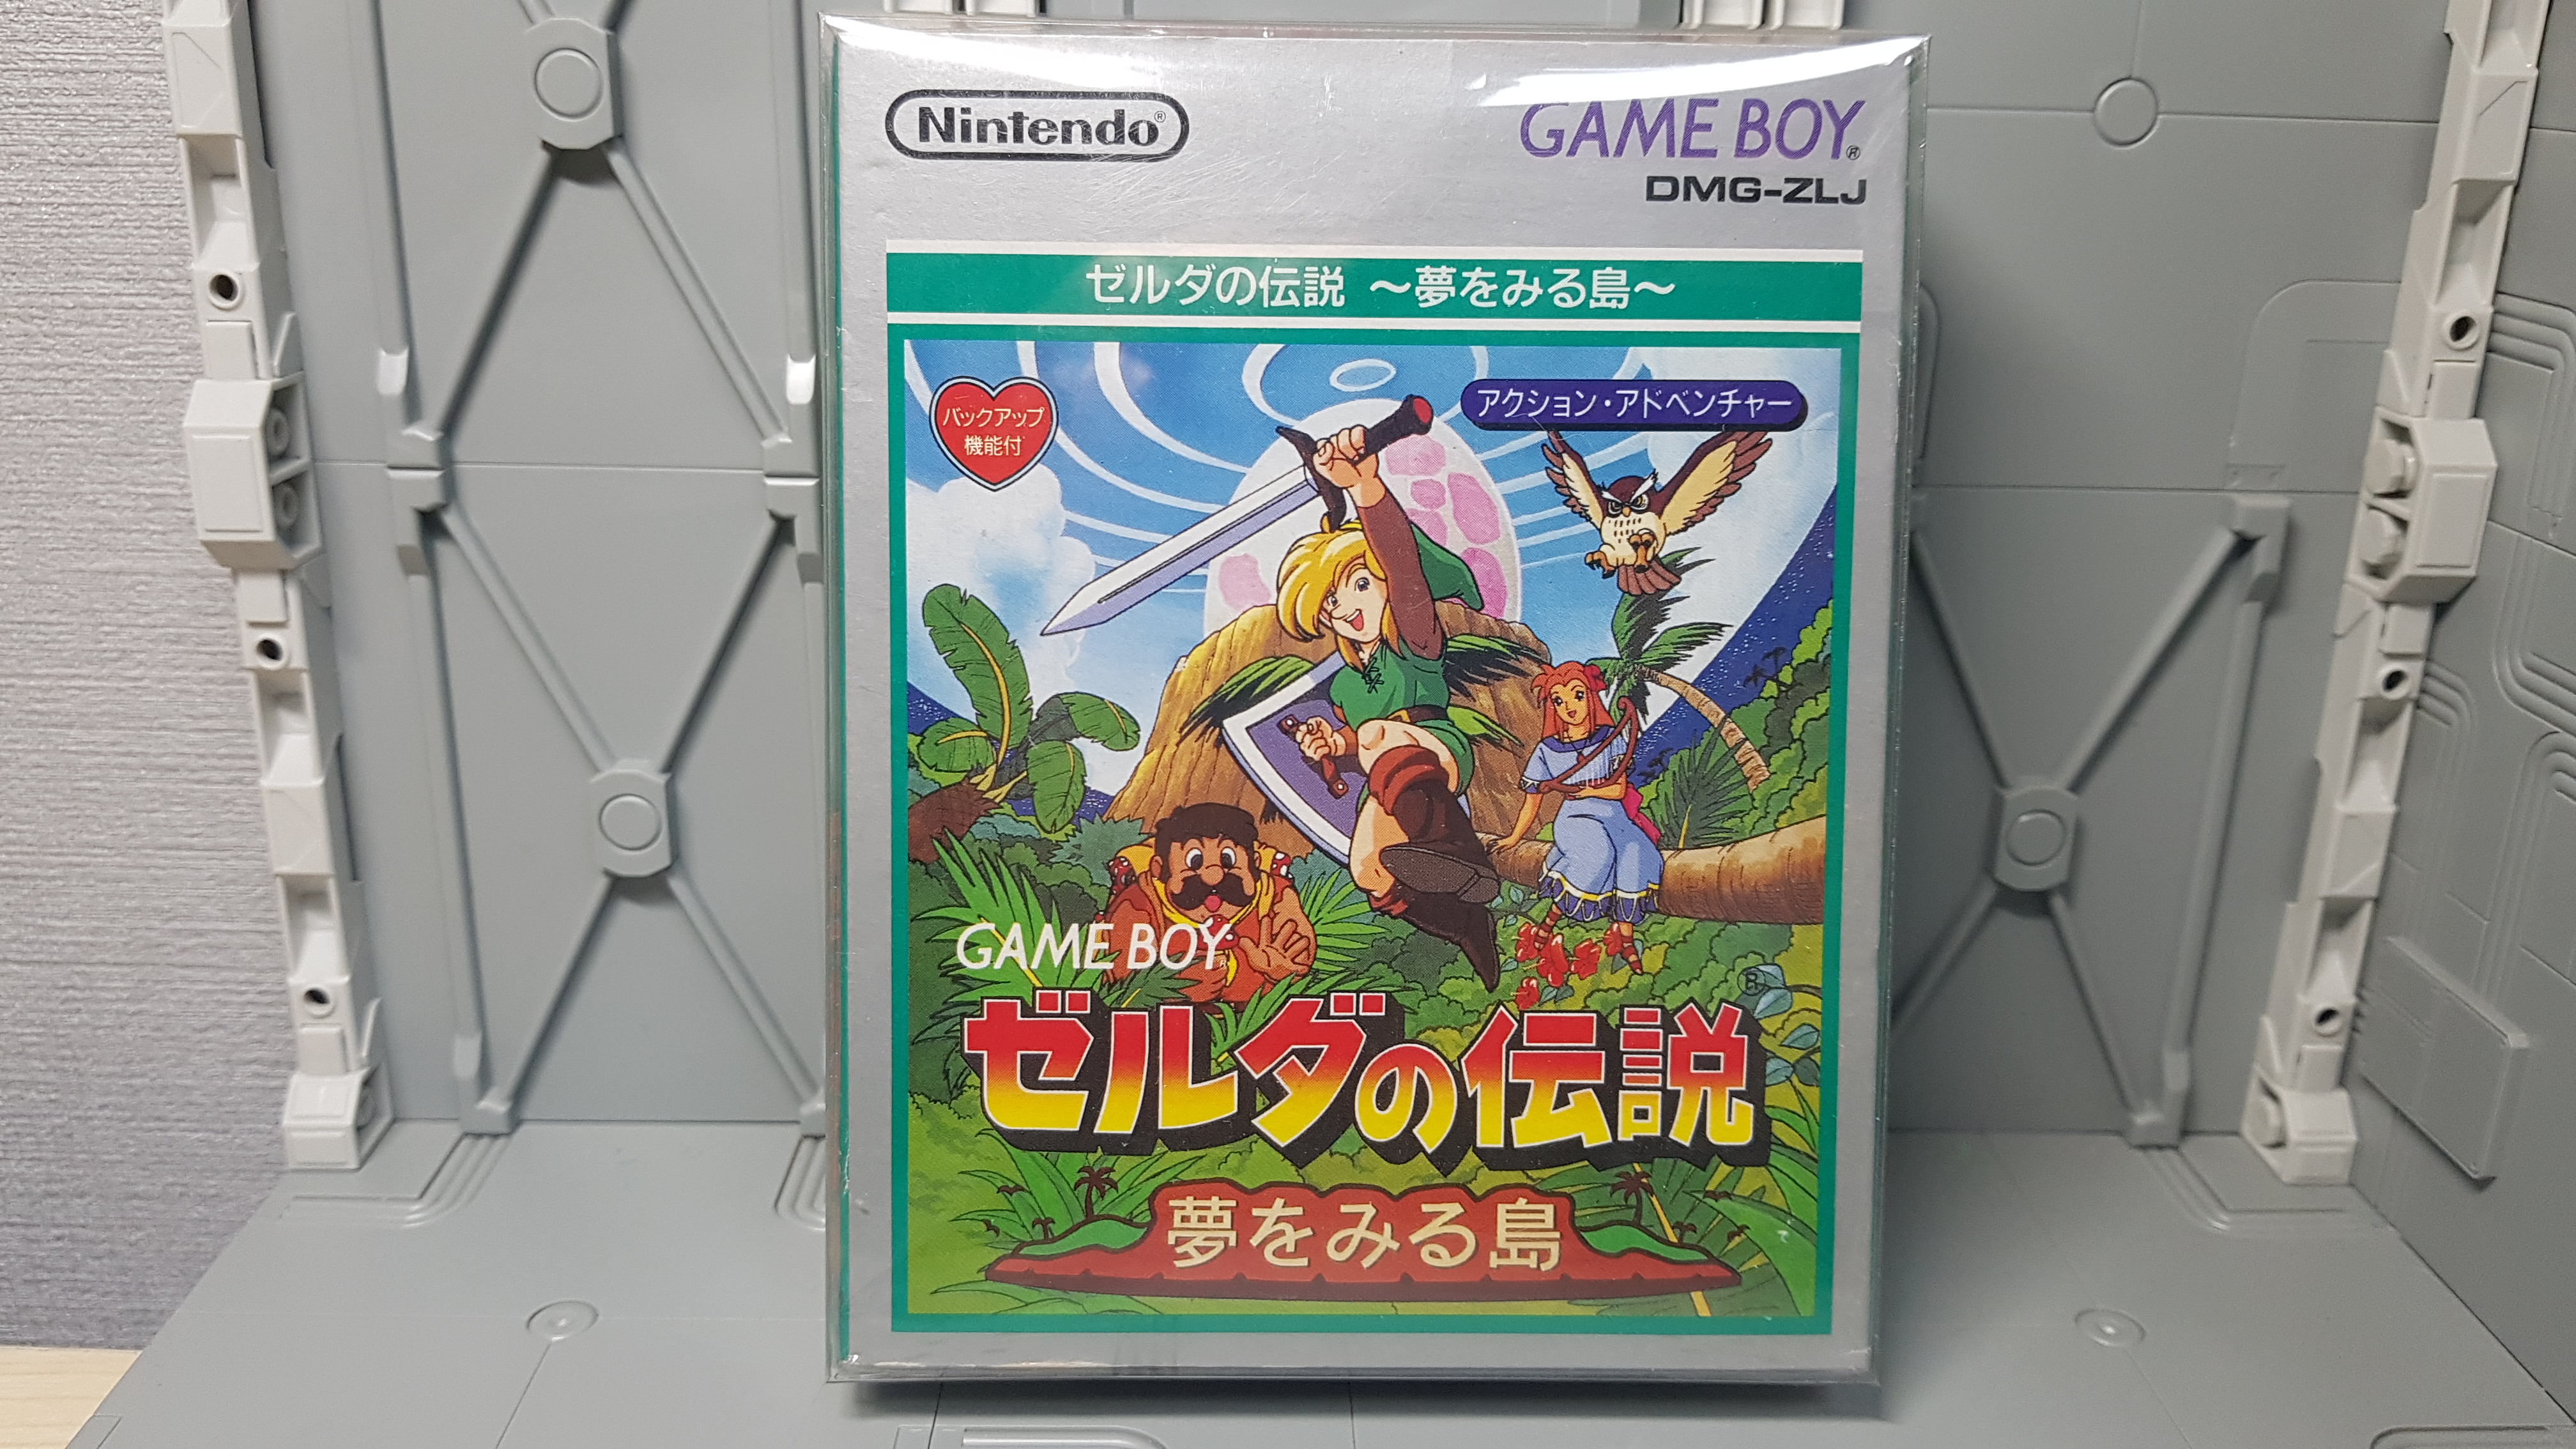 Nintendo®
GAME BOY®
DMG-ZLJ
ゼルダの伝説 ～夢をみる島～
バックアップ
機能付
アクション・アドベンチャー
GAME BOY®
ゼルダの伝説®
夢をみる島